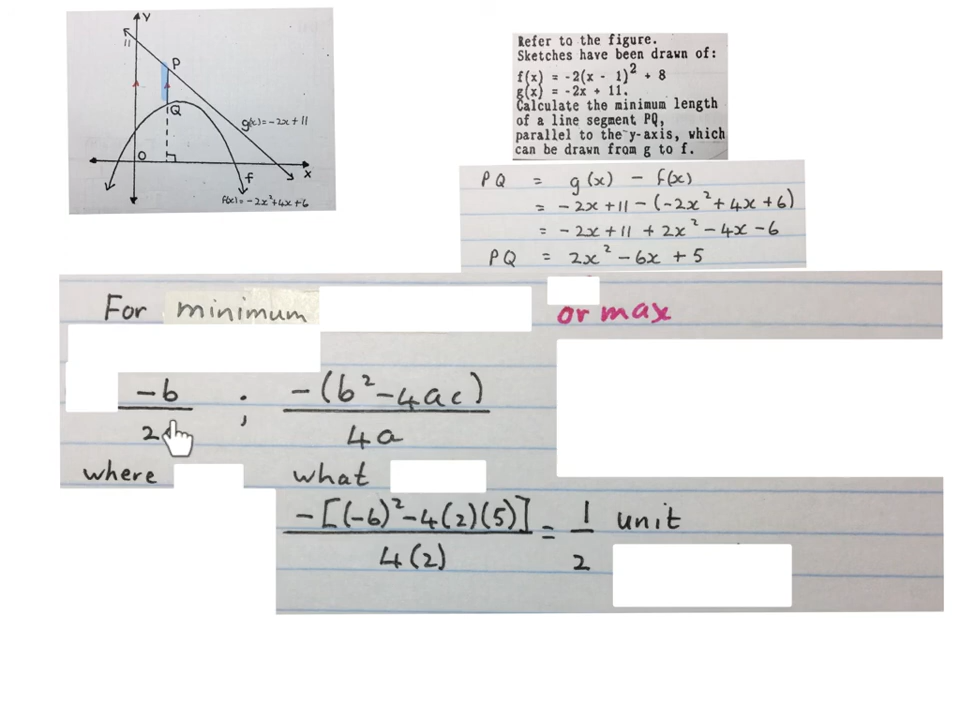 y
11
P
Q
g(x) = -2x + 11
O
x
f
f(x) = -2x² + 4x + 6
Refer to the figure.
Sketches have been drawn of:
f(x) = -2(x - 1)² + 8
g(x) = -2x + 11.
Calculate the minimum length
of a line segment PQ,
parallel to the y-axis, which
can be drawn from g to f.
PQ = g(x) - f(x)
= -2x + 11 - (-2x² + 4x + 6)
= -2x + 11 + 2x² - 4x - 6
PQ = 2x² - 6x + 5
For minimum or max
-b/2 ; -(b² - 4ac)/4a
where what
-[(-6)² - 4(2)(5)]/4(2) = 1/2 unit